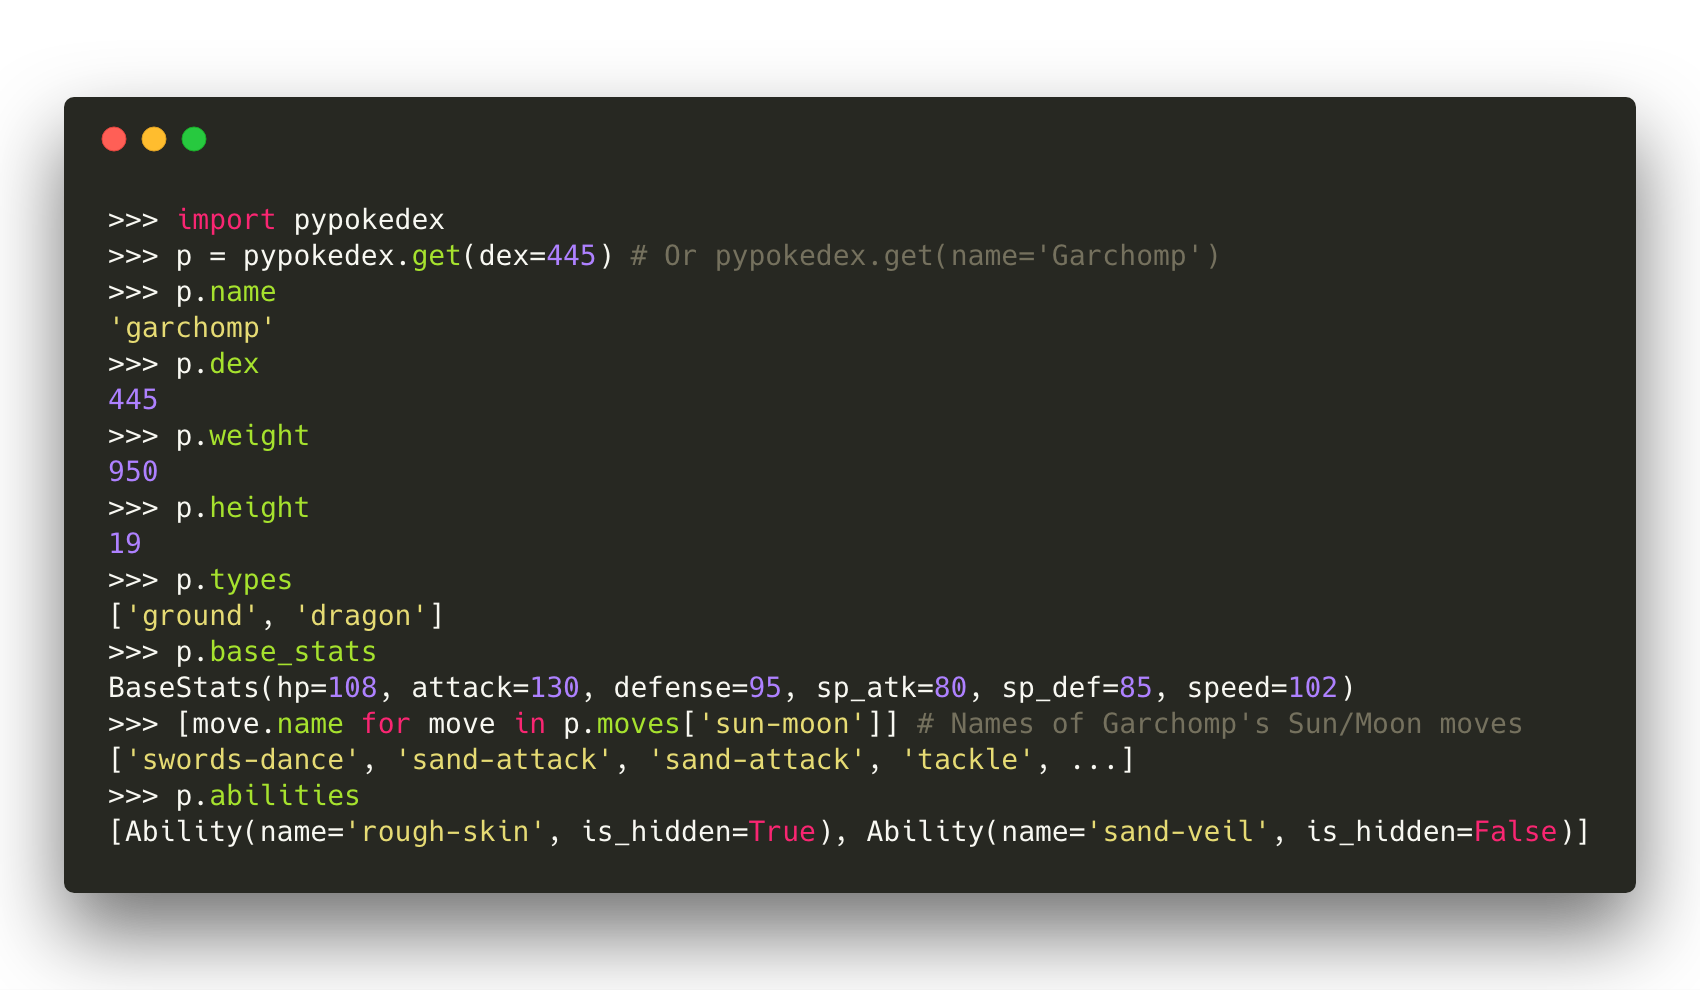 >>> import pypokedex
>>> p = pypokedex.get(dex=445) # Or pypokedex.get(name='Garchomp')
>>> p.name
'garchomp'
>>> p.dex
445
>>> p.weight
950
>>> p.height
19
>>> p.types
['ground', 'dragon']
>>> p.base_stats
BaseStats(hp=108, attack=130, defense=95, sp_atk=80, sp_def=85, speed=102)
>>> [move.name for move in p.moves['sun-moon']] # Names of Garchomp's Sun/Moon moves
['swords-dance', 'sand-attack', 'sand-attack', 'tackle', ...]
>>> p.abilities
[Ability(name='rough-skin', is_hidden=True), Ability(name='sand-veil', is_hidden=False)]